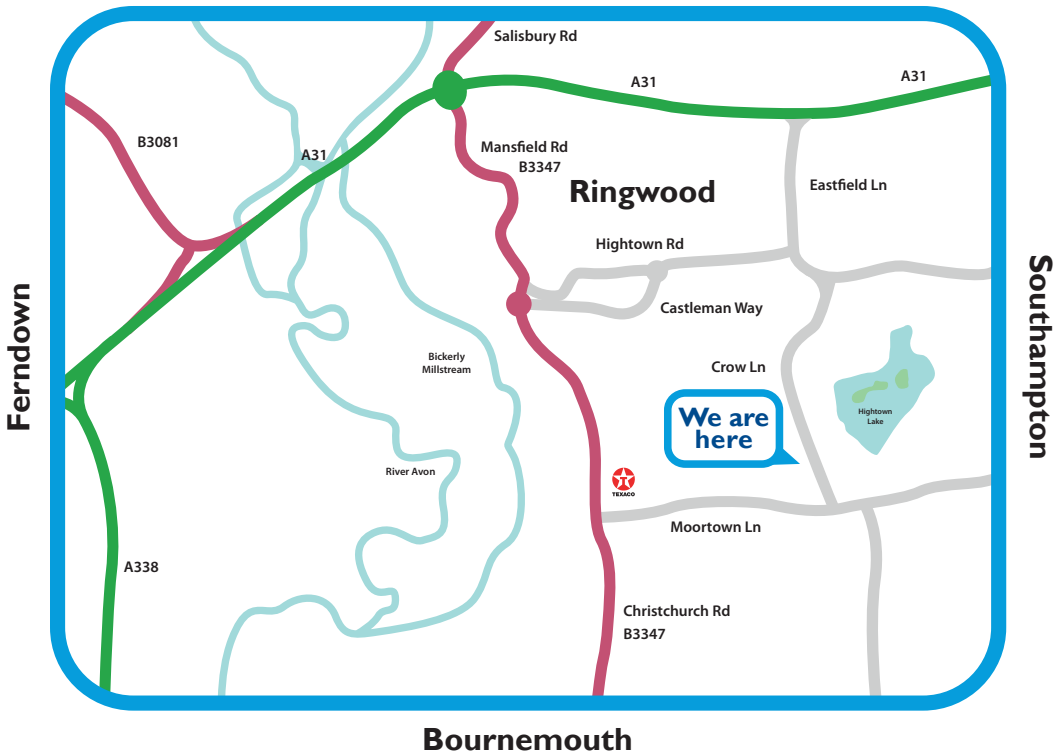 Salisbury Rd
A31
A31
B3081
A31
Mansfield Rd
B3347
Ringwood
Eastfield Ln
Hightown Rd
Southampton
Ferndown
Castleman Way
Bickerly
Millstream
Crow Ln
We are
here
Hightown
Lake
River Avon
TEXACO
Moortown Ln
A338
Christchurch Rd
B3347
Bournemouth